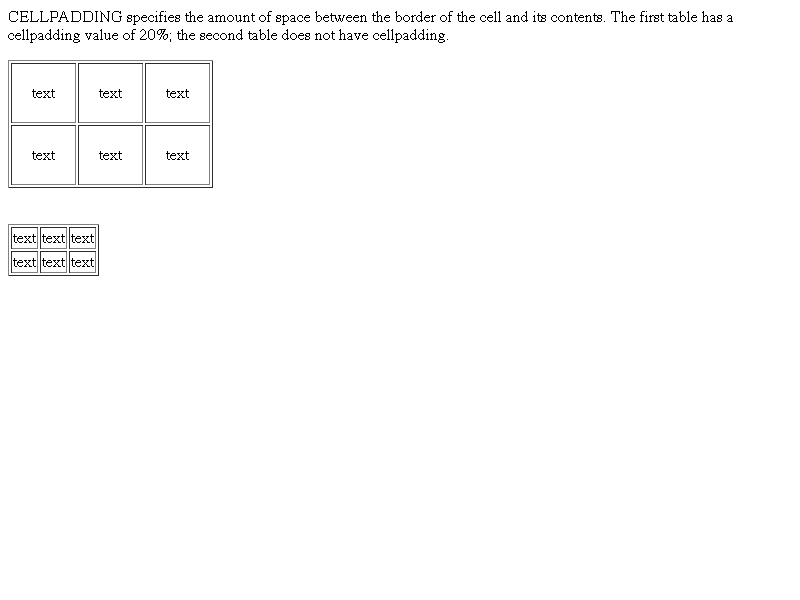 CELLPADDING specifies the amount of space between the border of the cell and its contents. The first table has a
cellpadding value of 20%; the second table does not have cellpadding.
text text text
text text text
text text text
text text text